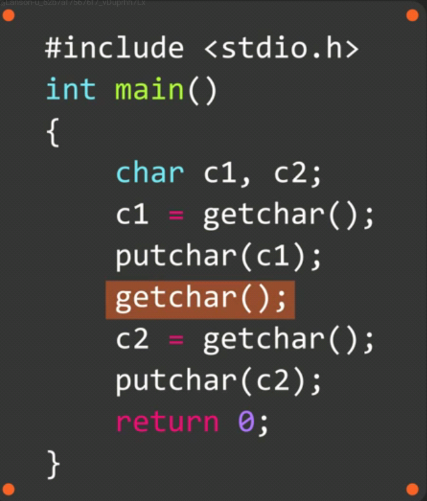 #include <stdio.h>
int main()
{
    char c1, c2;
    c1 = getchar();
    putchar(c1);
    getchar();
    c2 = getchar();
    putchar(c2);
    return 0;
}